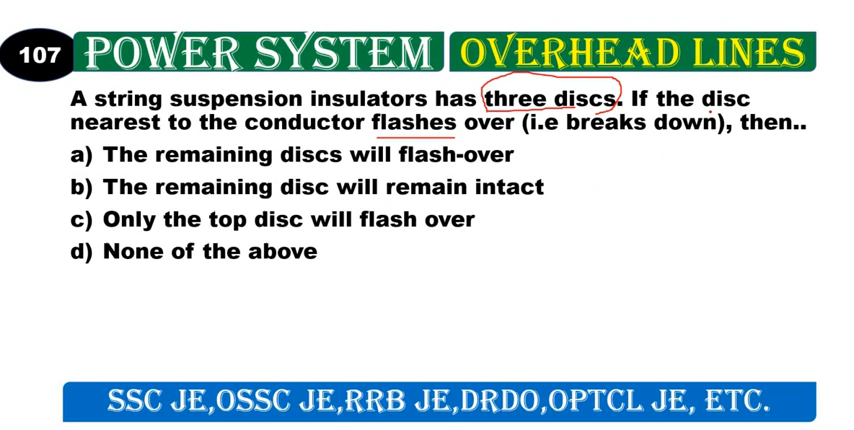 107 POWER SYSTEM OVERHEAD LINES
A string suspension insulators has three discs. If the disc
nearest to the conductor flashes over (i.e breaks down), then..
a) The remaining discs will flash-over
b) The remaining disc will remain intact
c) Only the top disc will flash over
d) None of the above
SSC JE,OSSC JE,RRB JE,DRDO,OPTCL JE, ETC.